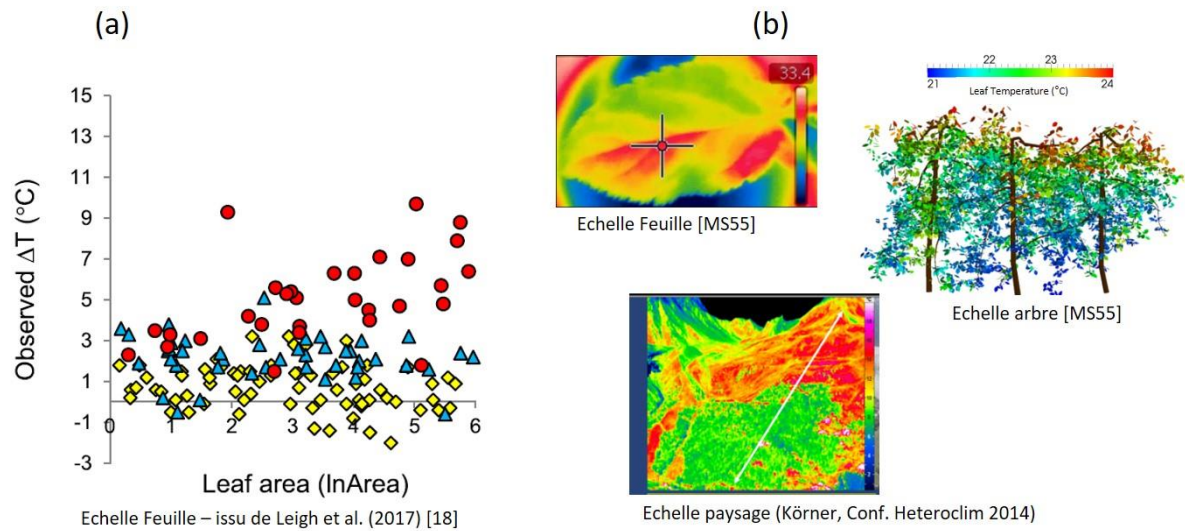 (a)
(b)
15
13
11
9
7
5
3
1
-1
-3
0
1
2
3
4
5
6
Observed ΔT (°C)
Leaf area (lnArea)
Echelle Feuille – issu de Leigh et al. (2017) [18]
33.4
Echelle Feuille [MS55]
22
23
21
24
Leaf Temperature (°C)
Echelle arbre [MS55]
Echelle paysage (Körner, Conf. Heteroclim 2014)